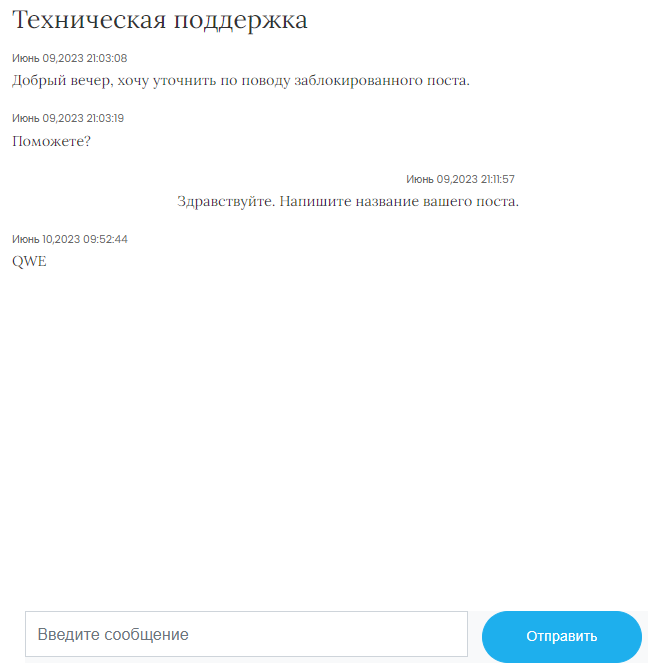 Техническая поддержка
Июнь 09,2023 21:03:08
Добрый вечер, хочу уточнить по поводу заблокированного поста.
Июнь 09,2023 21:03:19
Поможете?
Июнь 09,2023 21:11:57
Здравствуйте. Напишите название вашего поста.
Июнь 10,2023 09:52:44
QWE
Введите сообщение
Отправить